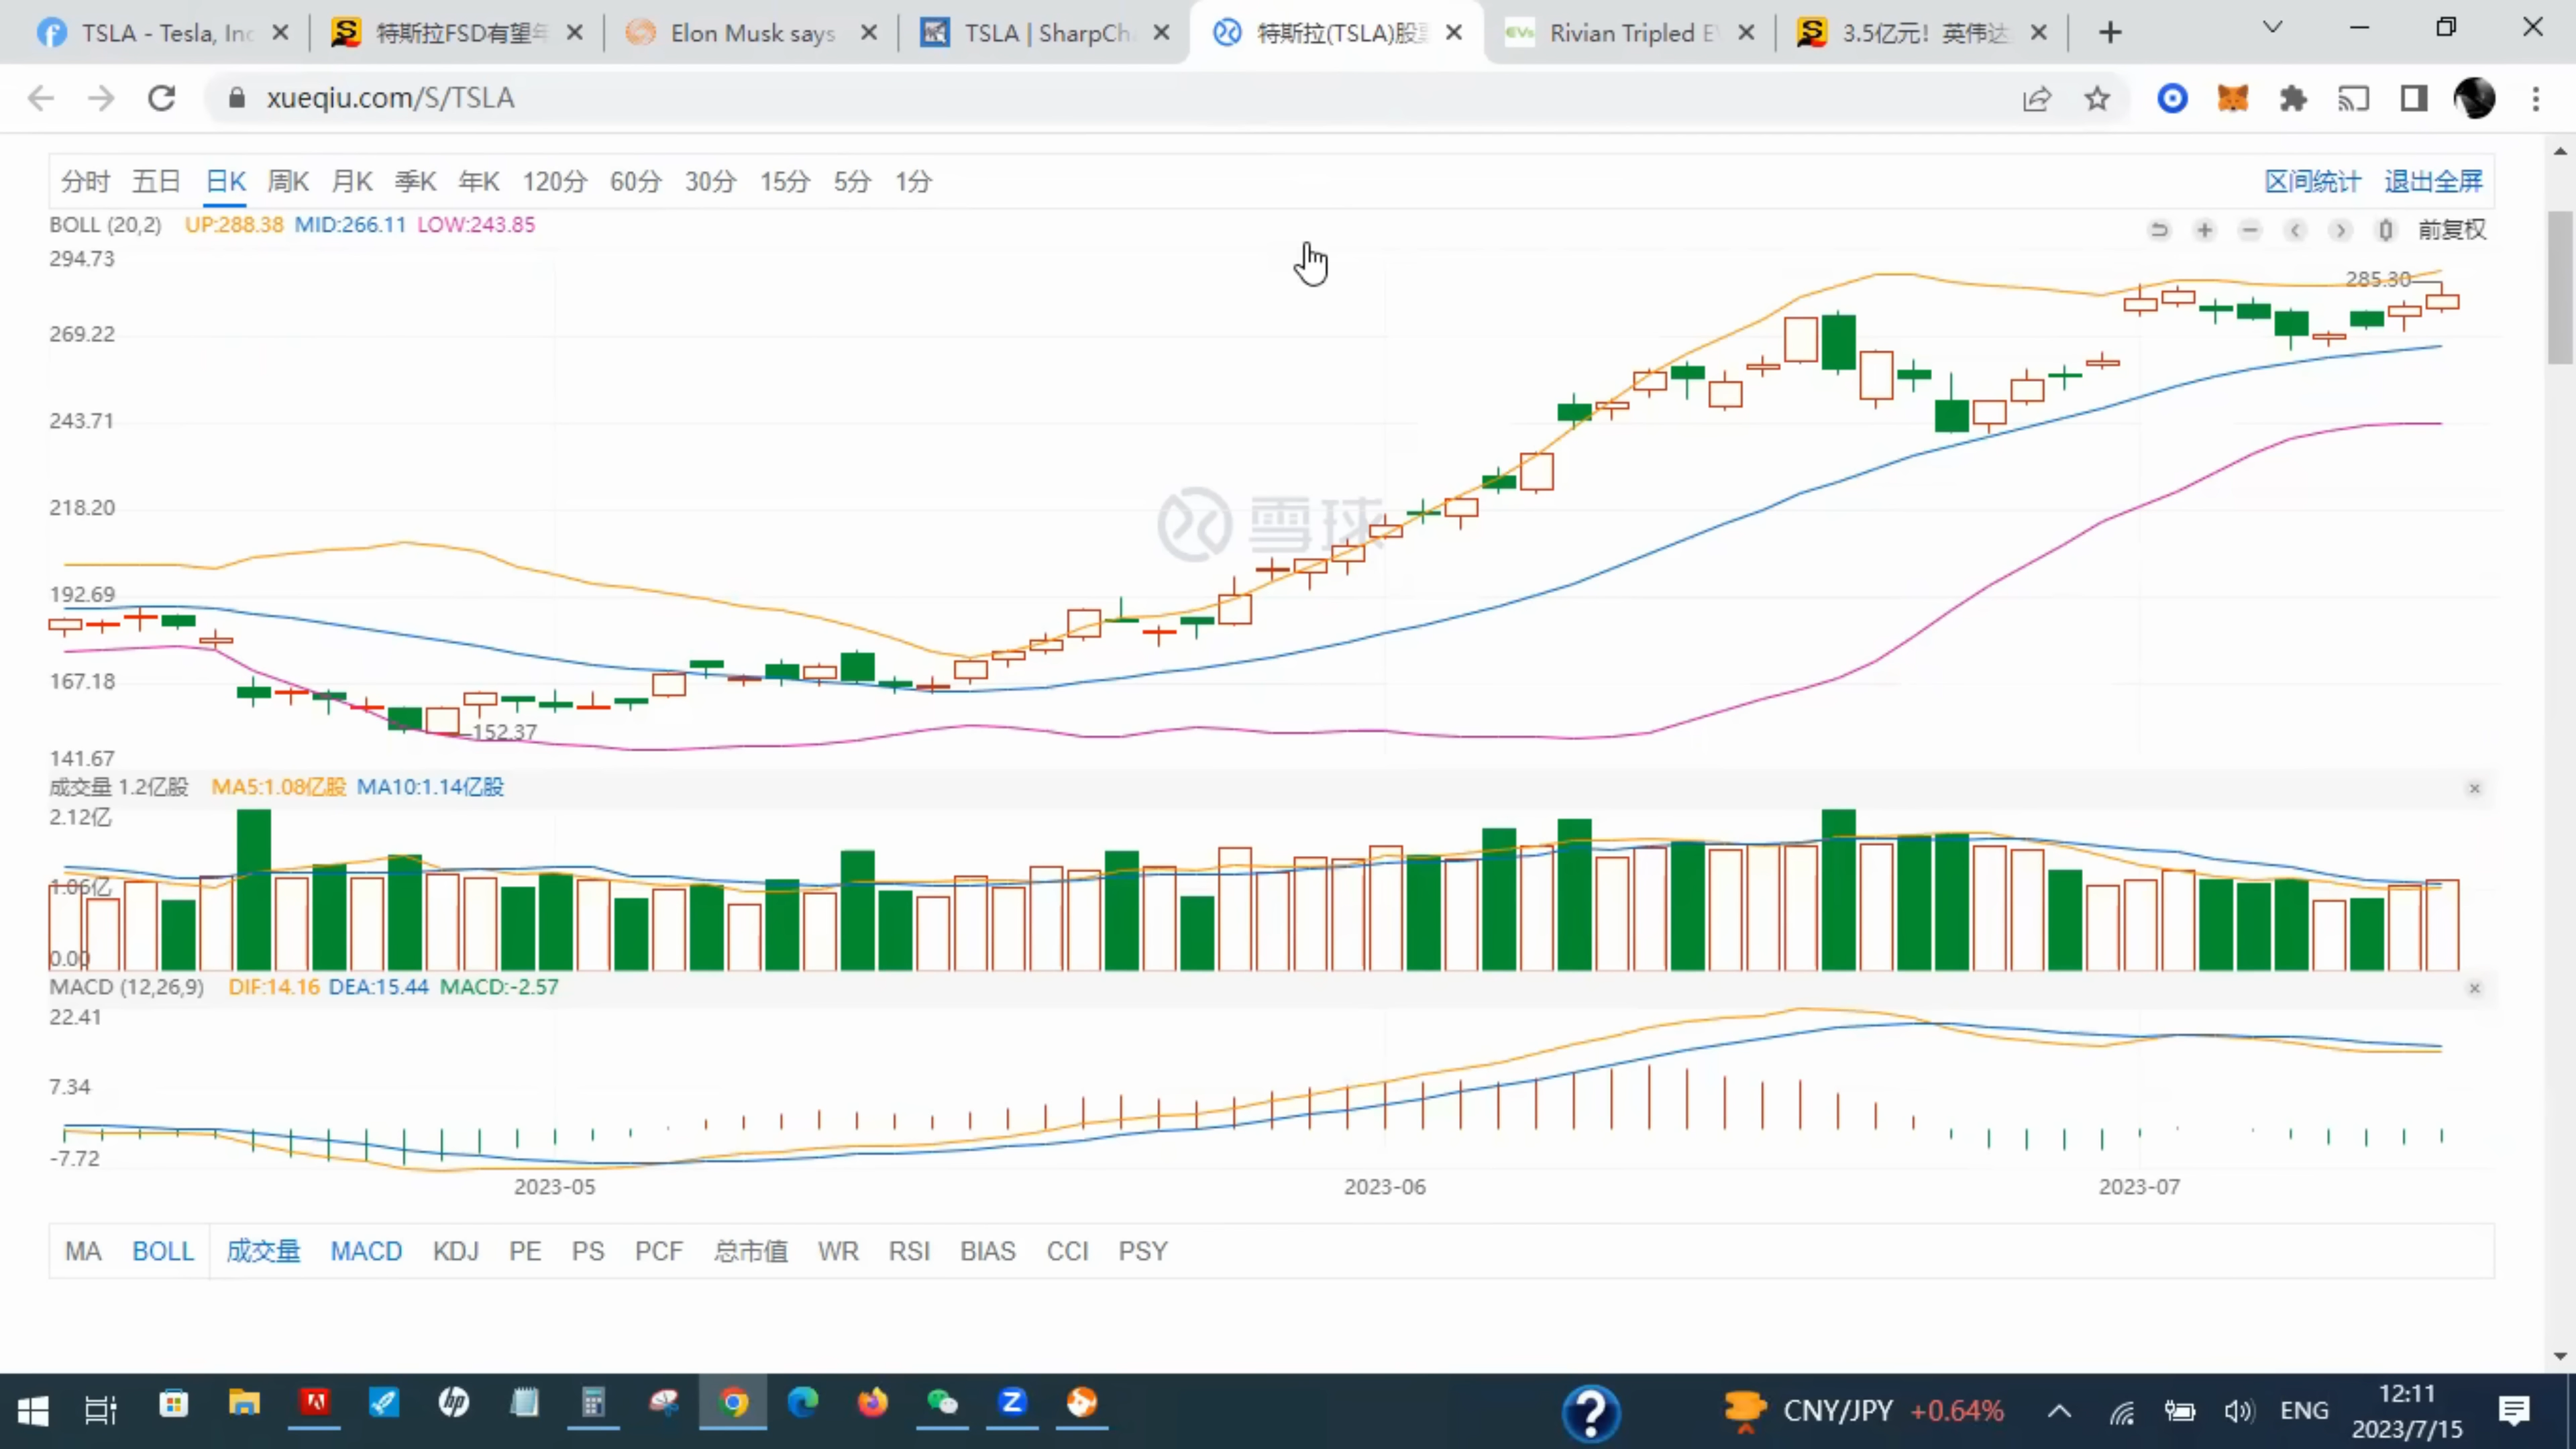 TSLA - Tesla, Inc
特斯拉FSD有望年
Elon Musk says
TSLA | SharpCh
特斯拉(TSLA)股票
Rivian Tripled E
3.5亿元！英伟达
xueqiu.com/S/TSLA
分时 五日 日K 周K 月K 季K 年K 120分 60分 30分 15分 5分 1分
区间统计 退出全屏
BOLL (20,2) UP:288.38 MID:266.11 LOW:243.85
前复权
294.73
285.30
269.22
243.71
218.20
雪球
192.69
167.18
152.37
141.67
成交量 1.2亿股 MA5:1.08亿股 MA10:1.14亿股
2.12亿
1.06亿
0.00
MACD (12,26,9) DIF:14.16 DEA:15.44 MACD:-2.57
22.41
7.34
-7.72
2023-05 2023-06 2023-07
MA BOLL 成交量 MACD KDJ PE PS PCF 总市值 WR RSI BIAS CCI PSY
CNY/JPY +0.64%
ENG
12:11
2023/7/15